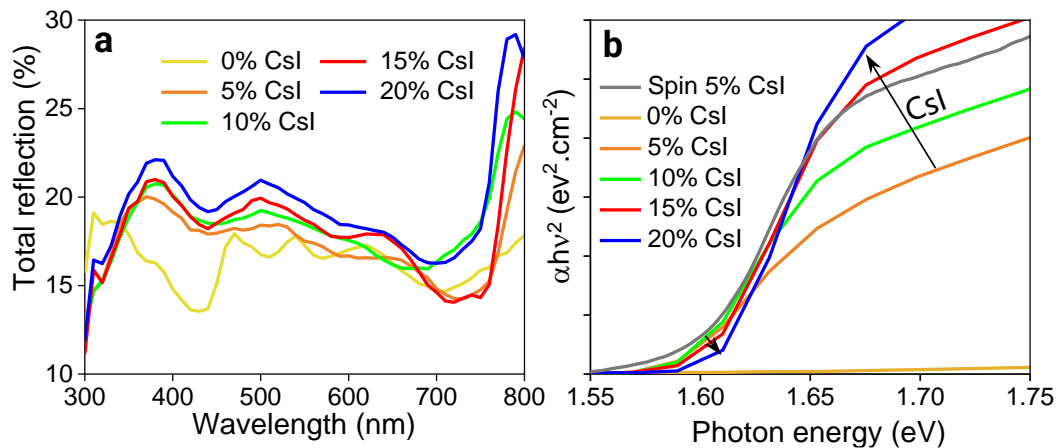 a
Total reflection (%)
30
25
20
15
10
0% CsI
5% CsI
10% CsI
15% CsI
20% CsI
300
400
500
600
700
800
Wavelength (nm)
b
αhν² (ev².cm⁻²)
Spin 5% CsI
0% CsI
5% CsI
10% CsI
15% CsI
20% CsI
CsI
1.55
1.60
1.65
1.70
1.75
Photon energy (eV)